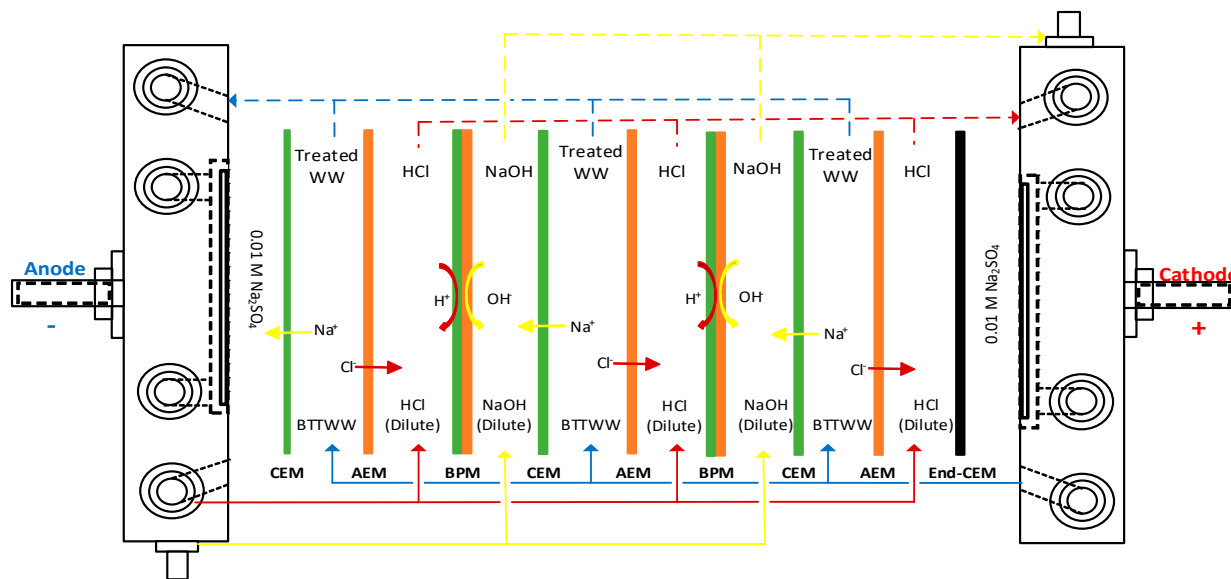 Treated
WW
HCl
NaOH
Treated
WW
HCl
NaOH
Treated
WW
HCl
0.01 M Na₂SO₄
0.01 M Na₂SO₄
Anode
-
Cathode
+
H⁺
OH⁻
H⁺
OH⁻
Na⁺
Na⁺
Na⁺
Cl⁻
Cl⁻
Cl⁻
BTTWW
HCl
(Dilute)
NaOH
(Dilute)
BTTWW
HCl
(Dilute)
NaOH
(Dilute)
BTTWW
HCl
(Dilute)
CEM
AEM
BPM
CEM
AEM
BPM
CEM
AEM
End-CEM